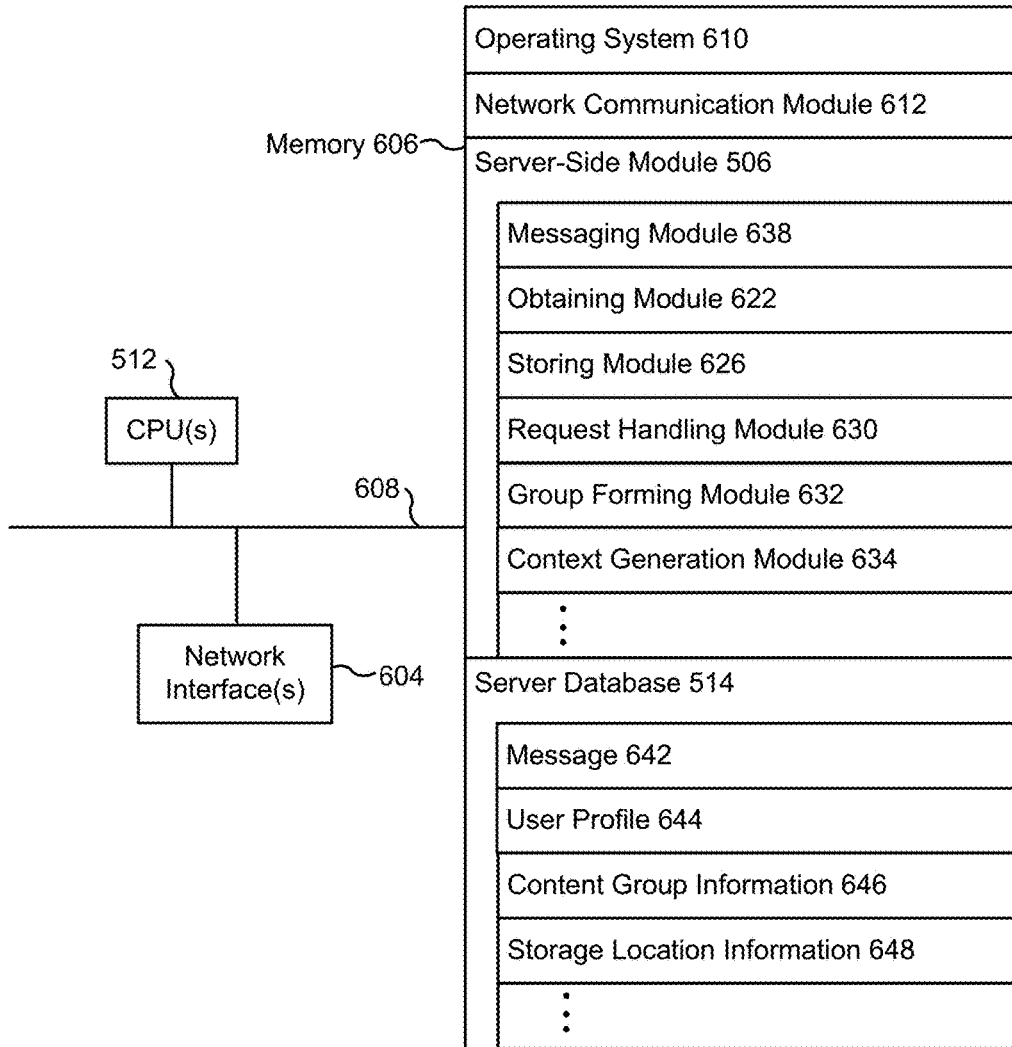 Operating System 610
Network Communication Module 612
Memory 606
Server-Side Module 506
Messaging Module 638
Obtaining Module 622
Storing Module 626
Request Handling Module 630
Group Forming Module 632
Context Generation Module 634
512
CPU(s)
608
Network
Interface(s)
604
Server Database 514
Message 642
User Profile 644
Content Group Information 646
Storage Location Information 648